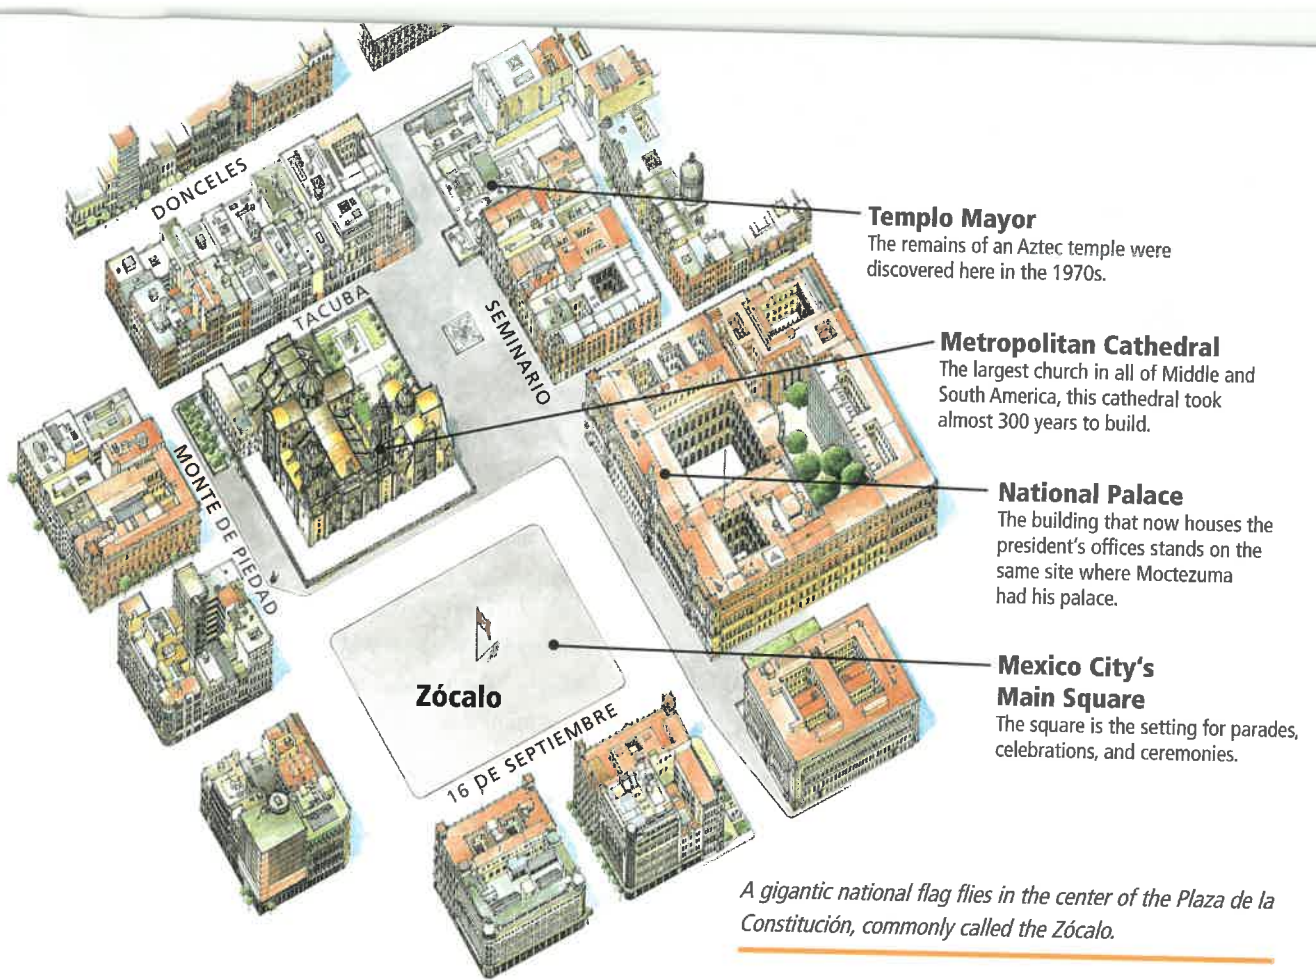 DONCELES
TACUBA
SEMINARIO
MONTE DE PIEDAD
Zócalo
16 DE SEPTIEMBRE
Templo Mayor
The remains of an Aztec temple were
discovered here in the 1970s.
Metropolitan Cathedral
The largest church in all of Middle and
South America, this cathedral took
almost 300 years to build.
National Palace
The building that now houses the
president's offices stands on the
same site where Moctezuma
had his palace.
Mexico City's
Main Square
The square is the setting for parades,
celebrations, and ceremonies.
A gigantic national flag flies in the center of the Plaza de la
Constitución, commonly called the Zócalo.